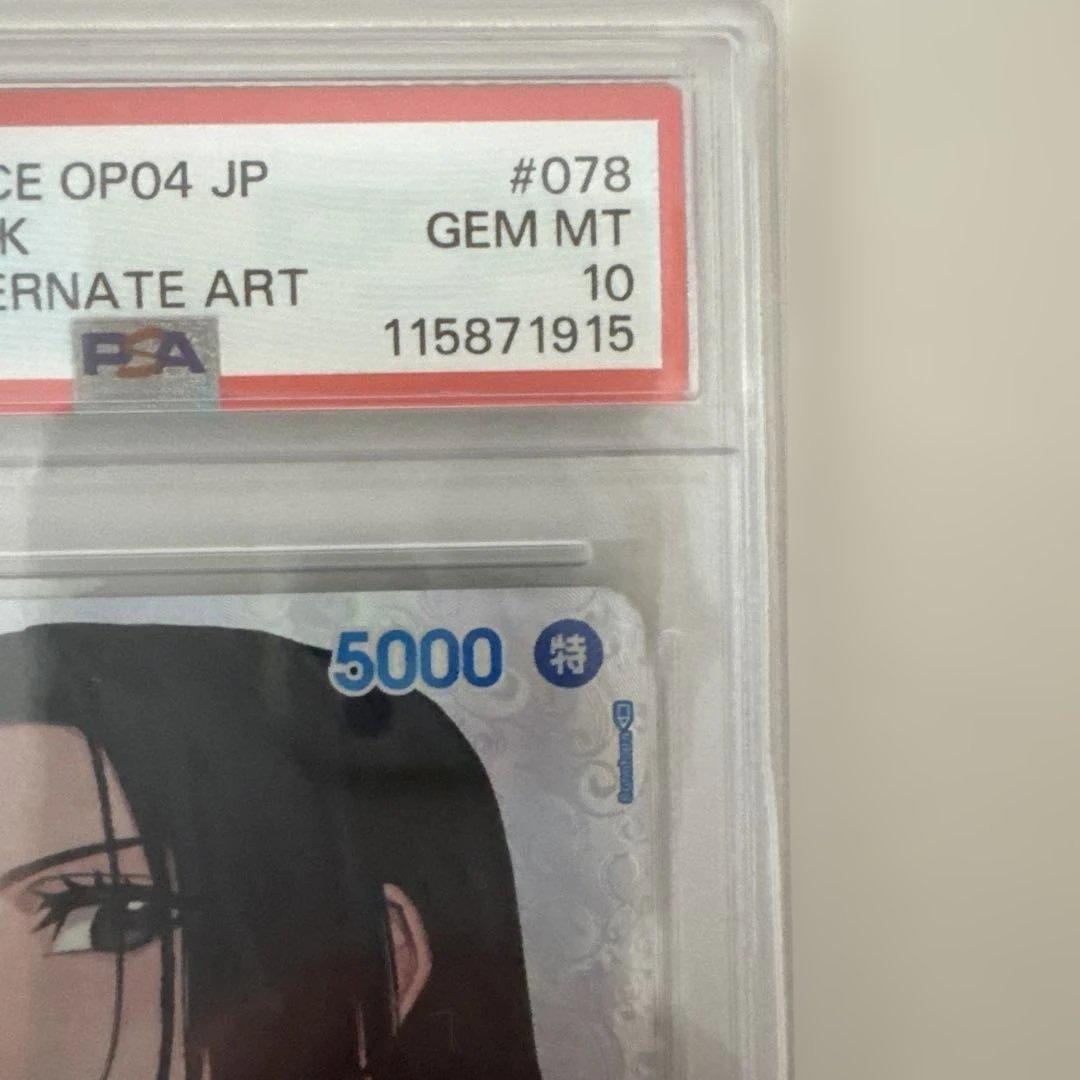 CE OP04 JP #078
K GEM MT
ERNATE ART 10
PSA 115871915
5000 特